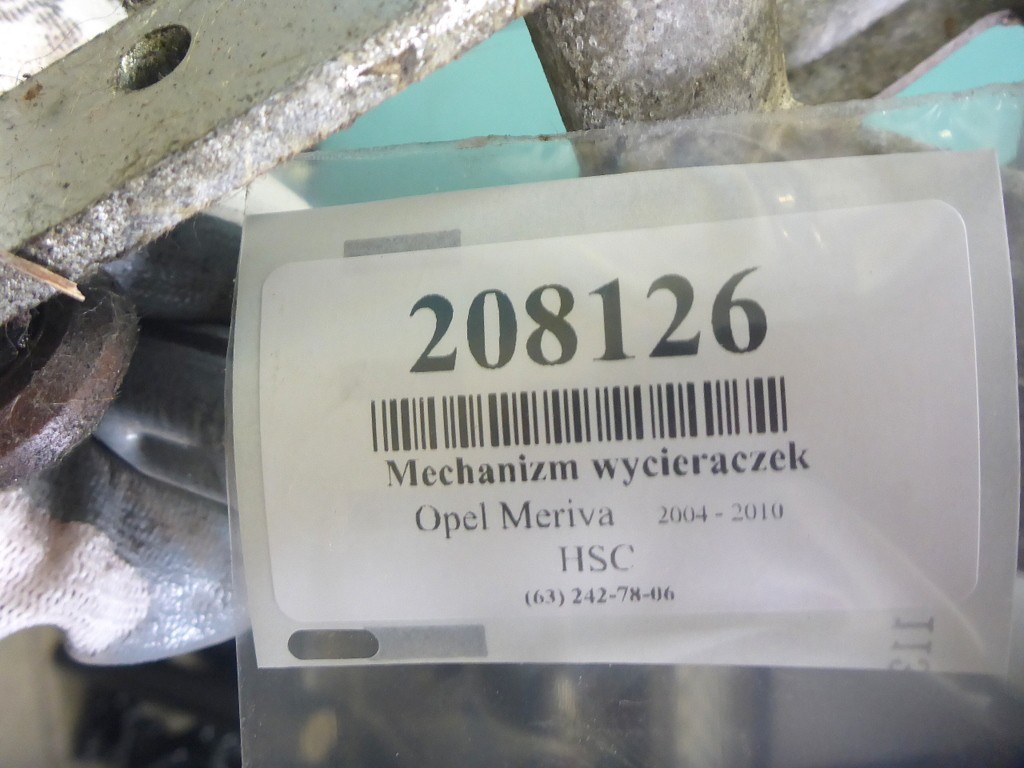 208126
Mechanizm wycieraczek
Opel Meriva 2004 - 2010
HSC
(63) 242-78-06